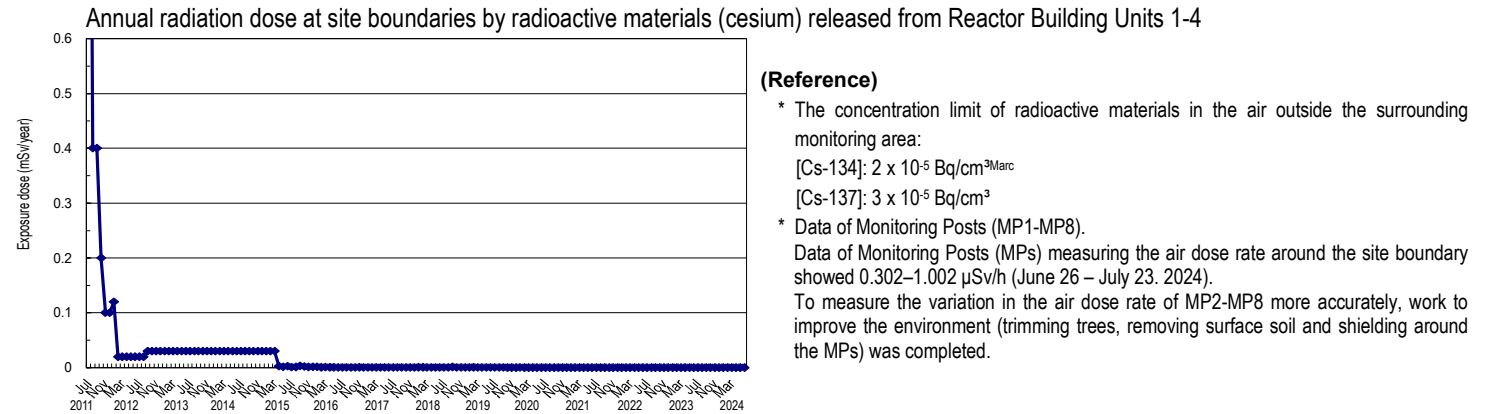 Annual radiation dose at site boundaries by radioactive materials (cesium) released from Reactor Building Units 1-4
Exposure dose (mSv/year)
0.6
0.5
0.4
0.3
0.2
0.1
0
Jul Nov Mar Jul Nov Mar Jul Nov Mar Jul Nov Mar Jul Nov Mar Jul Nov Mar Jul Nov Mar Jul Nov Mar Jul Nov Mar Jul Nov Mar Jul Nov Mar Jul Nov Mar Jul Nov Mar
2011 2012 2013 2014 2015 2016 2017 2018 2019 2020 2021 2022 2023 2024
(Reference)
* The concentration limit of radioactive materials in the air outside the surrounding
monitoring area:
[Cs-134]: 2 x 10⁻⁵ Bq/cm³ᴹᵃʳᶜ
[Cs-137]: 3 x 10⁻⁵ Bq/cm³
* Data of Monitoring Posts (MP1-MP8).
Data of Monitoring Posts (MPs) measuring the air dose rate around the site boundary
showed 0.302–1.002 μSv/h (June 26 – July 23. 2024).
To measure the variation in the air dose rate of MP2-MP8 more accurately, work to
improve the environment (trimming trees, removing surface soil and shielding around
the MPs) was completed.